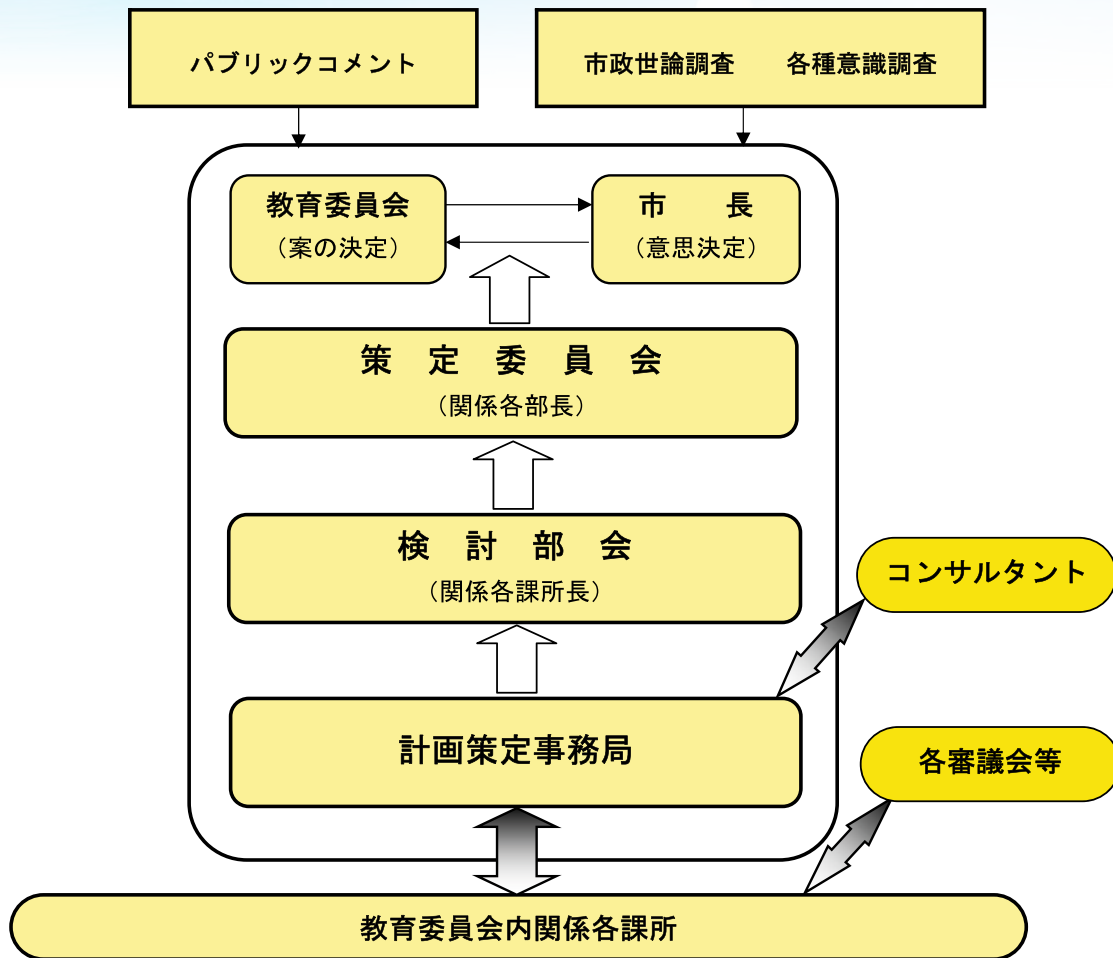 パブリックコメント
市政世論調査　　各種意識調査
教育委員会
（案の決定）
市　　長
（意思決定）
策　定　委　員　会
（関係各部長）
検　討　部　会
（関係各課所長）
コンサルタント
計画策定事務局
各審議会等
教育委員会内関係各課所